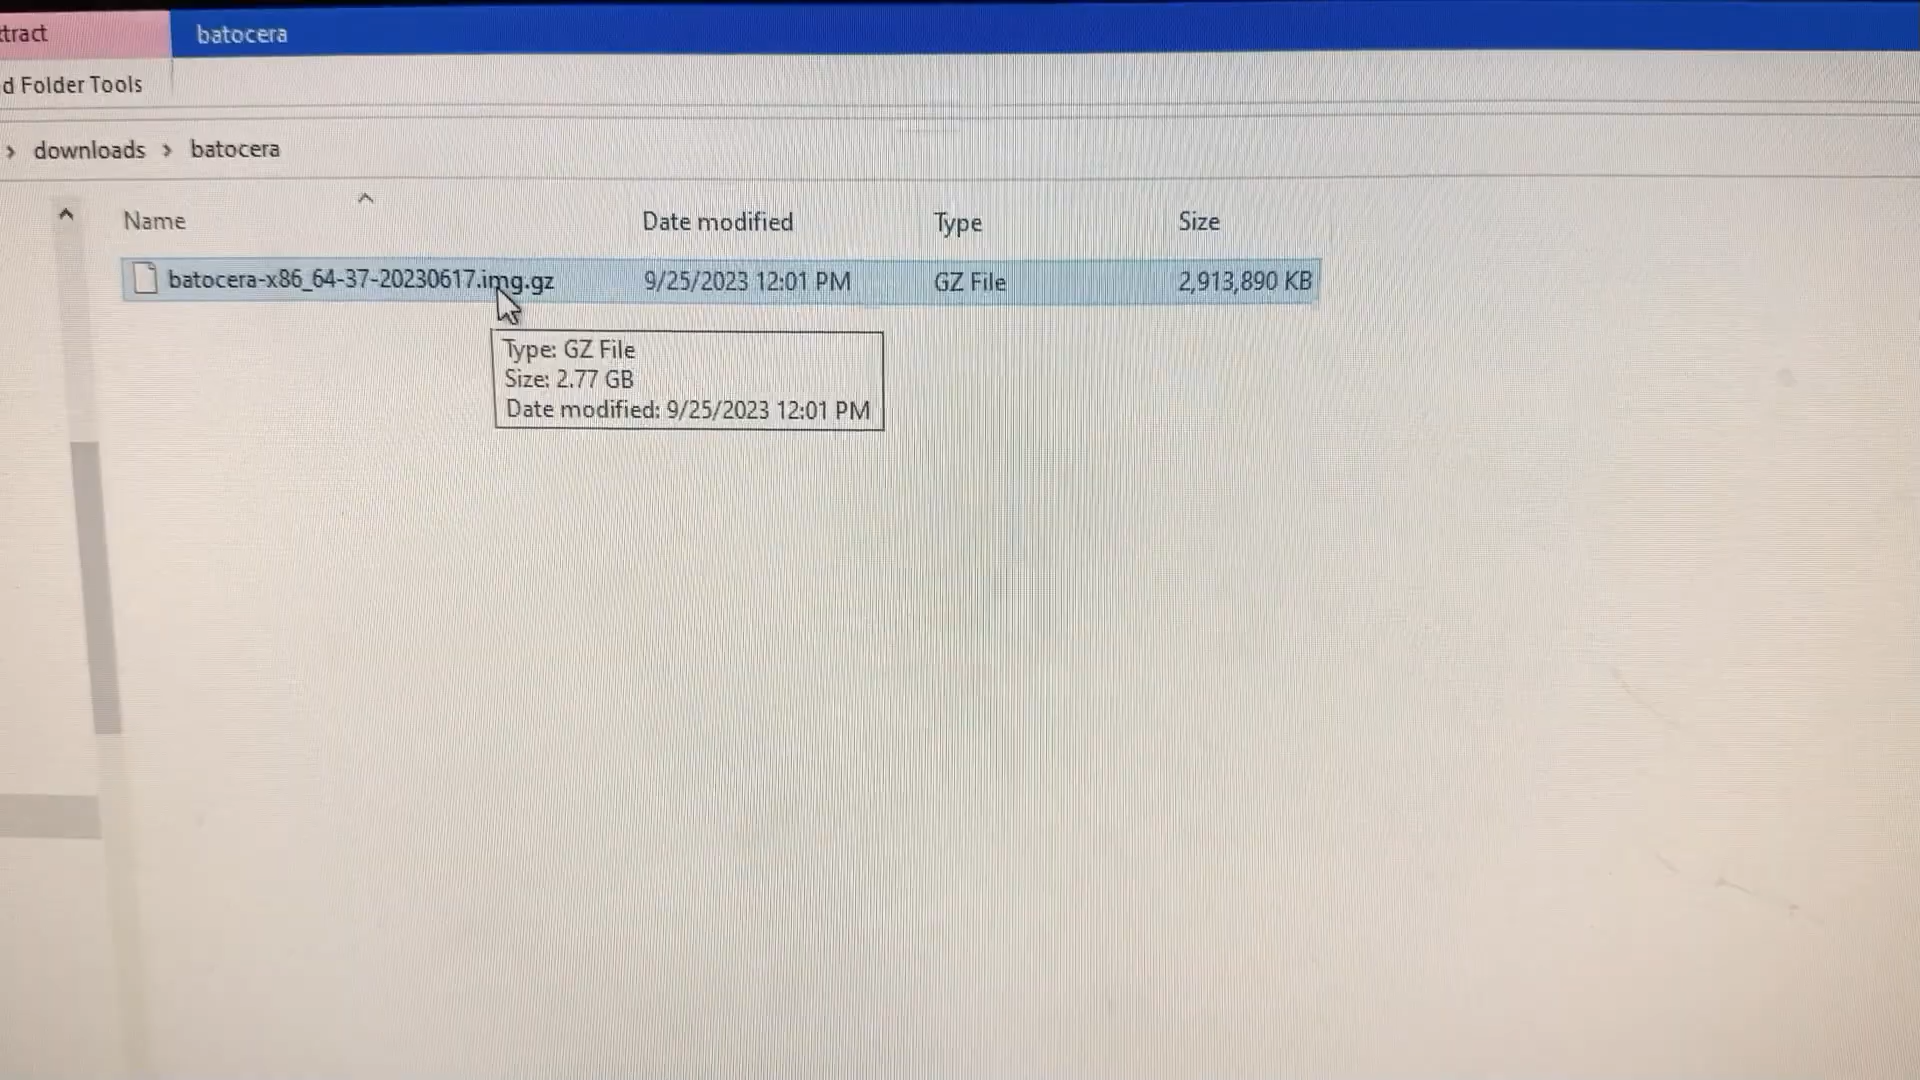 tract
batocera
d Folder Tools
› downloads › batocera
Name Date modified Type Size
batocera-x86_64-37-20230617.img.gz 9/25/2023 12:01 PM GZ File 2,913,890 KB
Type: GZ File
Size: 2.77 GB
Date modified: 9/25/2023 12:01 PM